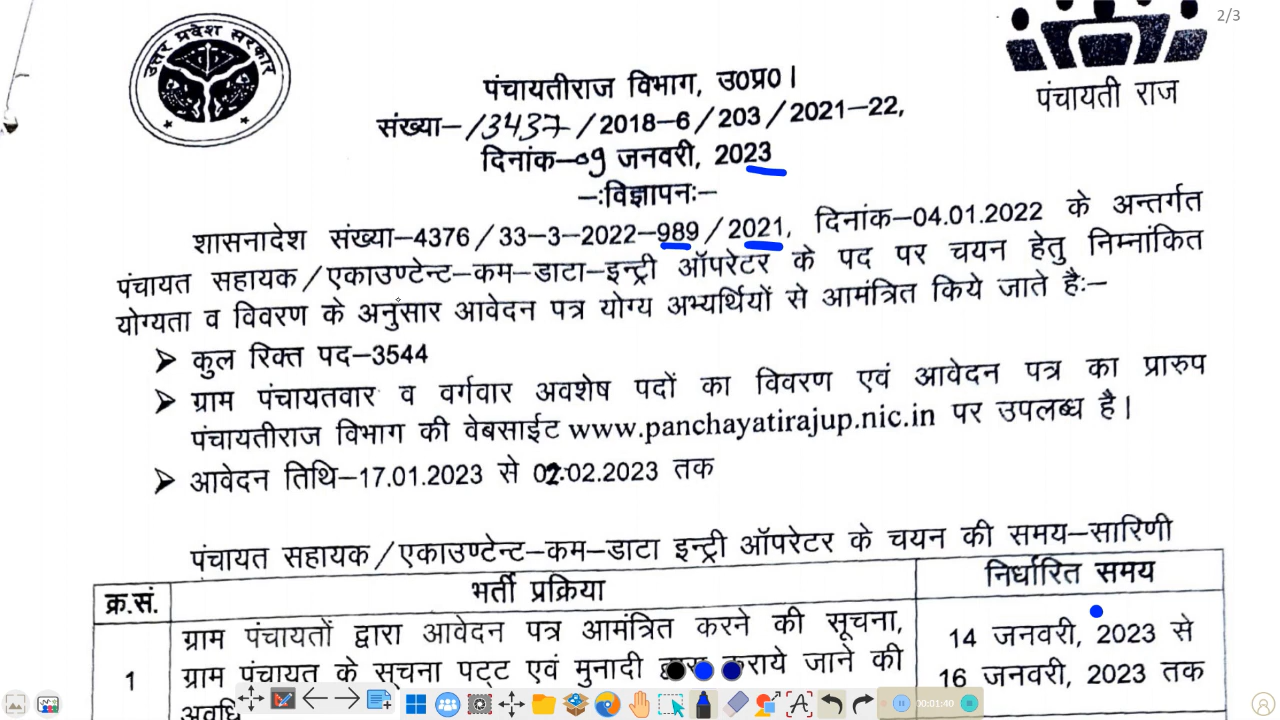 2/3
उत्तर प्रदेश सरकार
पंचायती राज
पंचायतीराज विभाग, उ0प्र0।
संख्या–/3437/2018–6/203/2021–22,
दिनांक–09 जनवरी, 2023
–ःविज्ञापनः–
शासनादेश संख्या–4376/33–3–2022–989/2021, दिनांक–04.01.2022 के अन्तर्गत
पंचायत सहायक/एकाउण्टेन्ट–कम–डाटा–इन्ट्री ऑपरेटर के पद पर चयन हेतु निम्नांकित
योग्यता व विवरण के अनुसार आवेदन पत्र योग्य अभ्यर्थियों से आमंत्रित किये जाते हैः–
➤ कुल रिक्त पद–3544
➤ ग्राम पंचायतवार व वर्गवार अवशेष पदों का विवरण एवं आवेदन पत्र का प्रारुप
पंचायतीराज विभाग की वेबसाईट www.panchayatirajup.nic.in पर उपलब्ध है।
➤ आवेदन तिथि–17.01.2023 से 02.02.2023 तक
पंचायत सहायक/एकाउण्टेन्ट–कम–डाटा इन्ट्री ऑपरेटर के चयन की समय–सारिणी
क्र.सं. भर्ती प्रक्रिया निर्धारित समय
ग्राम पंचायतों द्वारा आवेदन पत्र आमंत्रित करने की सूचना, 14 जनवरी, 2023 से
1 ग्राम पंचायत के सूचना पट्ट एवं मुनादी द्वारा कराये जाने की 16 जनवरी, 2023 तक
अवधि
00:01:40